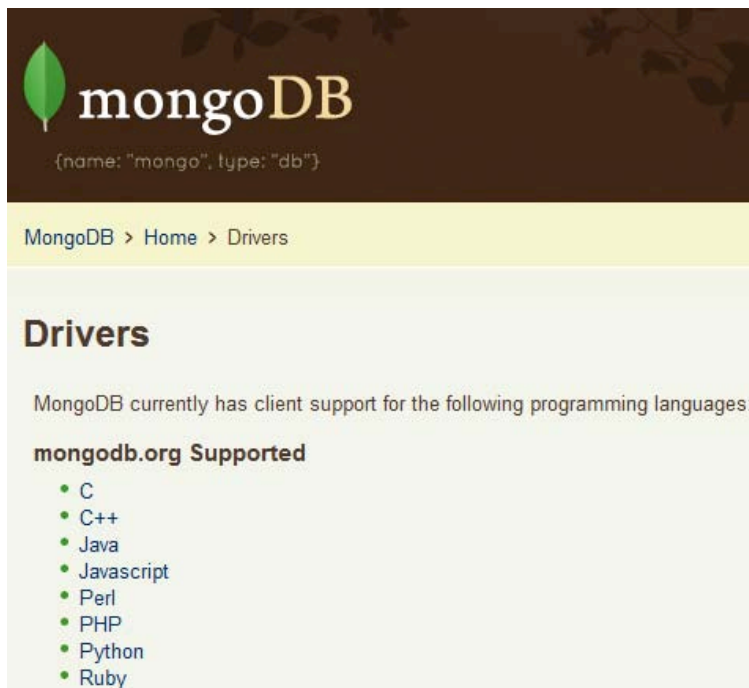 mongoDB
{name: "mongo", type: "db"}
MongoDB > Home > Drivers
Drivers
MongoDB currently has client support for the following programming languages
mongodb.org Supported
• C
• C++
• Java
• Javascript
• Perl
• PHP
• Python
• Ruby